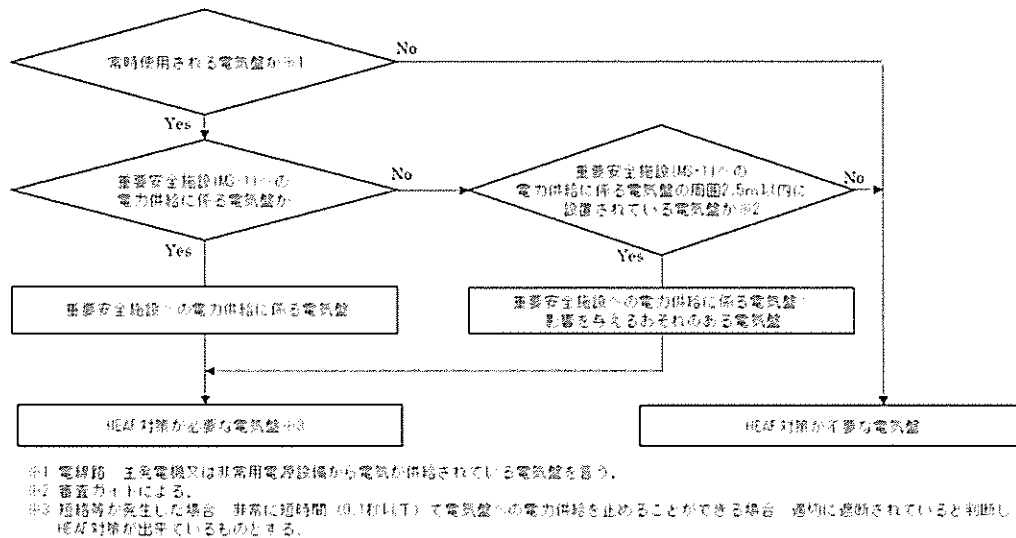 常時使用される電気盤か※1
No
Yes
重要安全施設(MS-1)への
電力供給に係る電気盤か
No
重要安全施設(MS-1)への
電力供給に係る電気盤の周囲2.5m以内に
設置されている電気盤か※2
No
Yes
Yes
重要安全施設への電力供給に係る電気盤
重要安全施設への電力供給に係る電気盤へ
影響を与えるおそれのある電気盤
HEAF対策が必要な電気盤※3
HEAF対策が不要な電気盤
※1 電線路、主発電機又は非常用電源設備から電気が供給されている電気盤を言う。
※2 審査ガイドによる。
※3 短絡等が発生した場合、非常に短時間（0.1秒以下）で電気盤への電力供給を止めることができる場合、適切に遮断されていると判断し
HEAF対策が出来ているものとする。